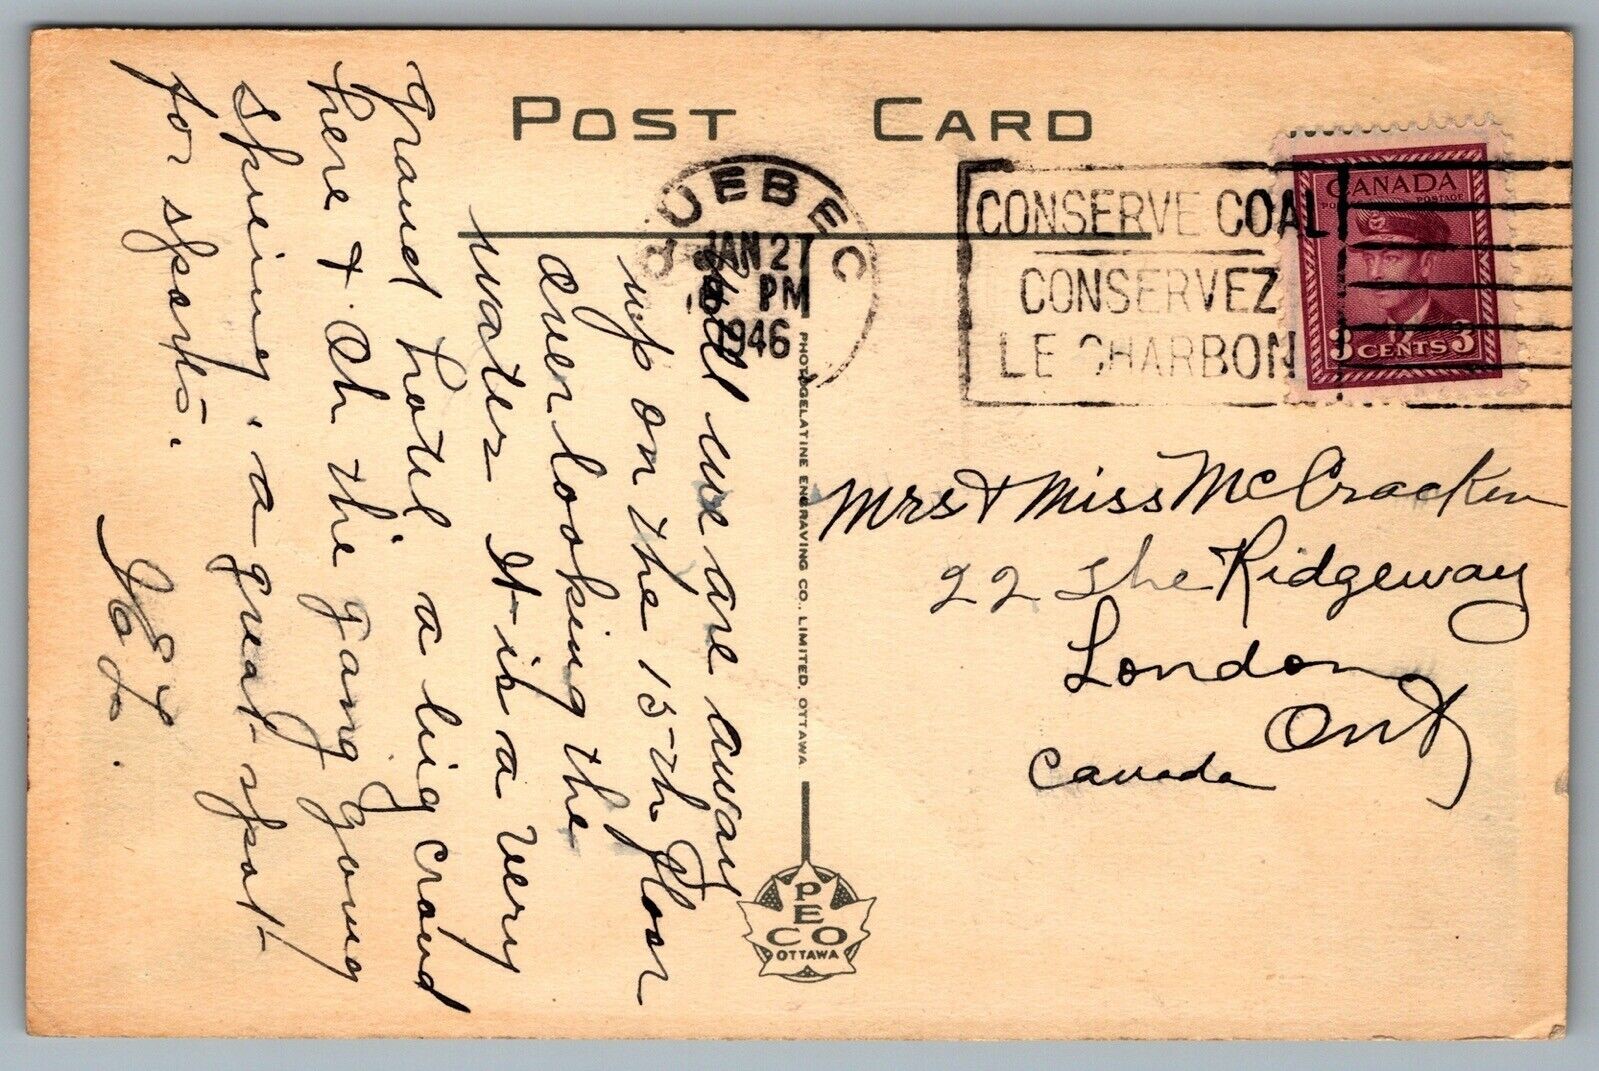 POST CARD
QUEBEC
JAN 27
PM
1946
CONSERVE COAL
CONSERVEZ
LE CHARBON
CANADA
POSTAGE
3 CENTS 3
Well we are away
up on the 15th floor
overlooking the
water. It is a very
grand hotel. a big crowd
here & Oh the gang going
skiing. a great spot
for sports.
Mrs & Miss McCracken
22 The Ridgeway
London
Ont
Canada
PHOTOGELATINE ENGRAVING CO., LIMITED. OTTAWA
PECO
OTTAWA